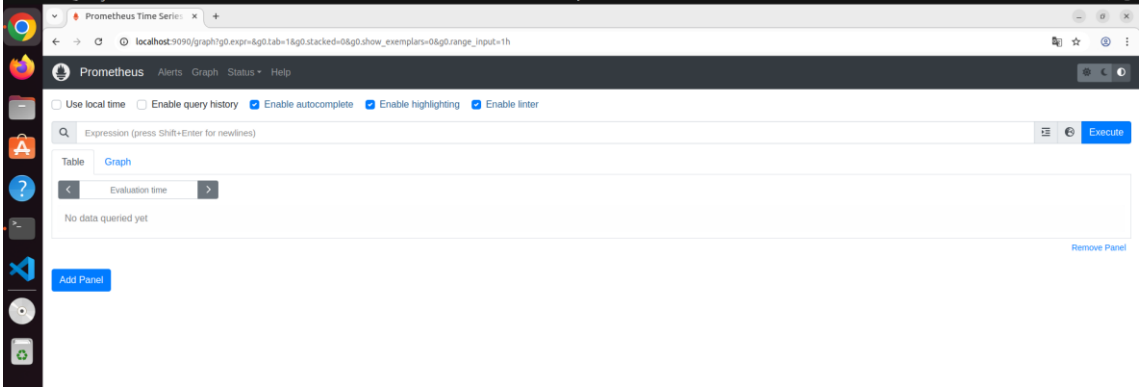 Prometheus Time Series
localhost:9090/graph?g0.expr=&g0.tab=1&g0.stacked=0&g0.show_exemplars=0&g0.range_input=1h
Prometheus Alerts Graph Status Help
Use local time Enable query history Enable autocomplete Enable highlighting Enable linter
Expression (press Shift+Enter for newlines) Execute
Table Graph
Evaluation time
No data queried yet
Remove Panel
Add Panel